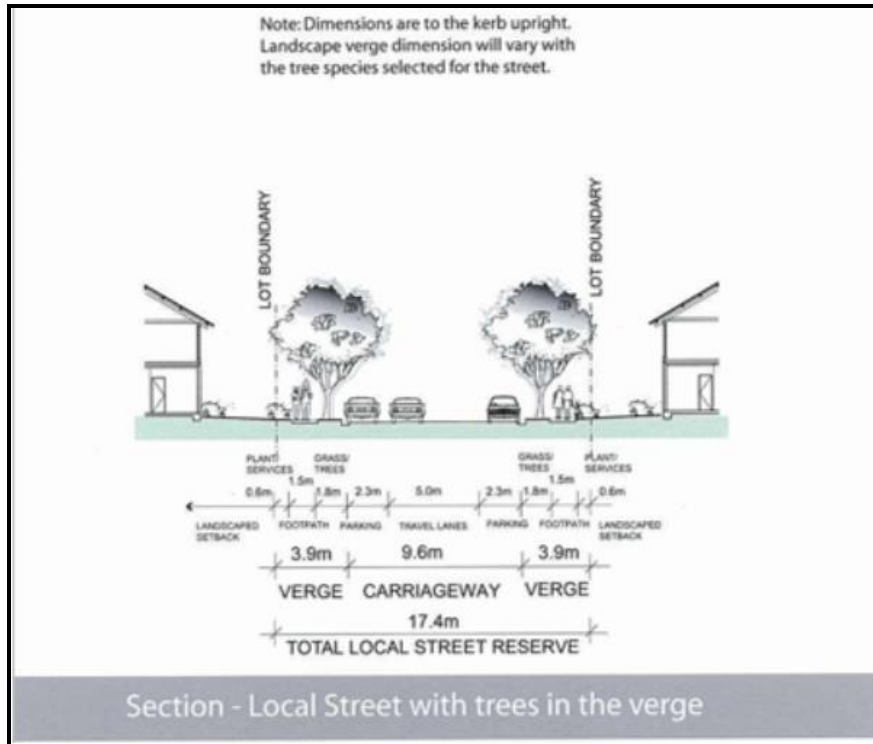 Note: Dimensions are to the kerb upright.
Landscape verge dimension will vary with
the tree species selected for the street.
LOT BOUNDARY
LOT BOUNDARY
PLANT/
SERVICES
GRASS/
TREES
GRASS/
TREES
PLANT/
SERVICES
0.6m
1.5m
1.8m
2.3m
5.0m
2.3m
1.8m
1.5m
0.6m
LANDSCAPED
SETBACK
FOOTPATH
PARKING
TRAVEL LANES
PARKING
FOOTPATH
LANDSCAPED
SETBACK
3.9m 9.6m 3.9m
VERGE CARRIAGEWAY VERGE
17.4m
TOTAL LOCAL STREET RESERVE
Section - Local Street with trees in the verge